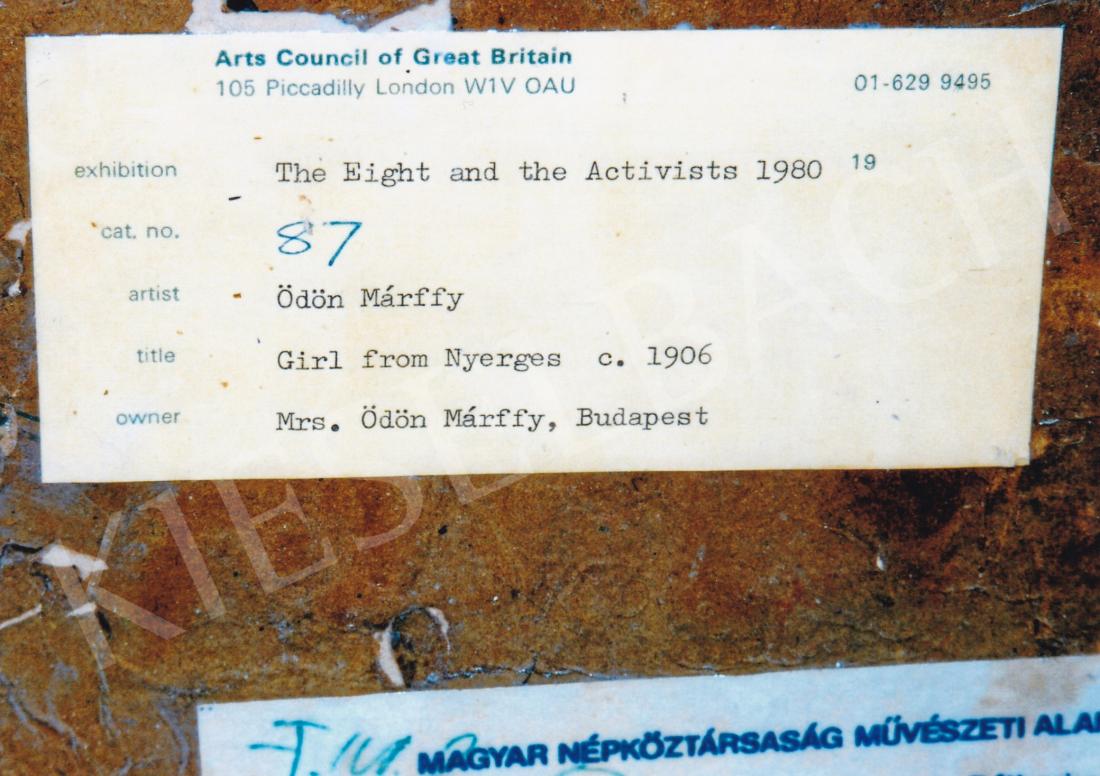 Arts Council of Great Britain
105 Piccadilly London W1V OAU 01-629 9495
exhibition The Eight and the Activists 1980 19
cat. no. 87
artist Ödön Márffy
title Girl from Nyerges c. 1906
owner Mrs. Ödön Márffy, Budapest
KIESELBACH
MAGYAR NÉPKÖZTÁRSASÁG MŰVÉSZETI